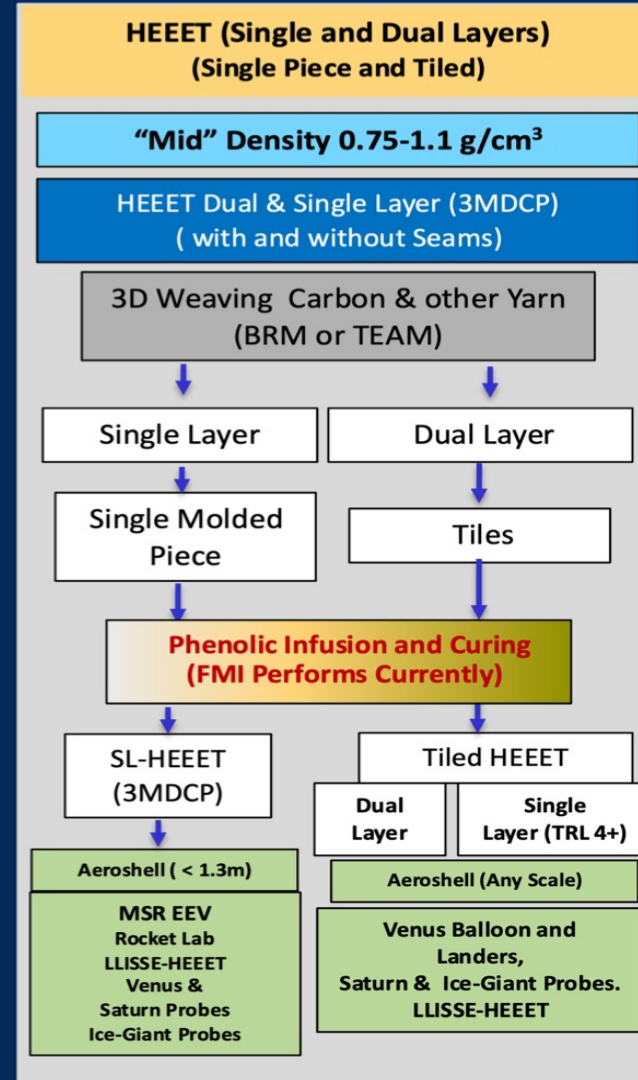 HEEET (Single and Dual Layers)
(Single Piece and Tiled)
“Mid” Density 0.75-1.1 g/cm³
HEEET Dual & Single Layer (3MDCP)
( with and without Seams)
3D Weaving Carbon & other Yarn
(BRM or TEAM)
Single Layer
Dual Layer
Single Molded
Piece
Tiles
Phenolic Infusion and Curing
(FMI Performs Currently)
SL-HEEET
(3MDCP)
Tiled HEEET
Dual
Layer
Single
Layer (TRL 4+)
Aeroshell ( < 1.3m)
MSR EEV
Rocket Lab
LLISSE-HEEET
Venus &
Saturn Probes
Ice-Giant Probes
Aeroshell (Any Scale)
Venus Balloon and
Landers,
Saturn & Ice-Giant Probes.
LLISSE-HEEET